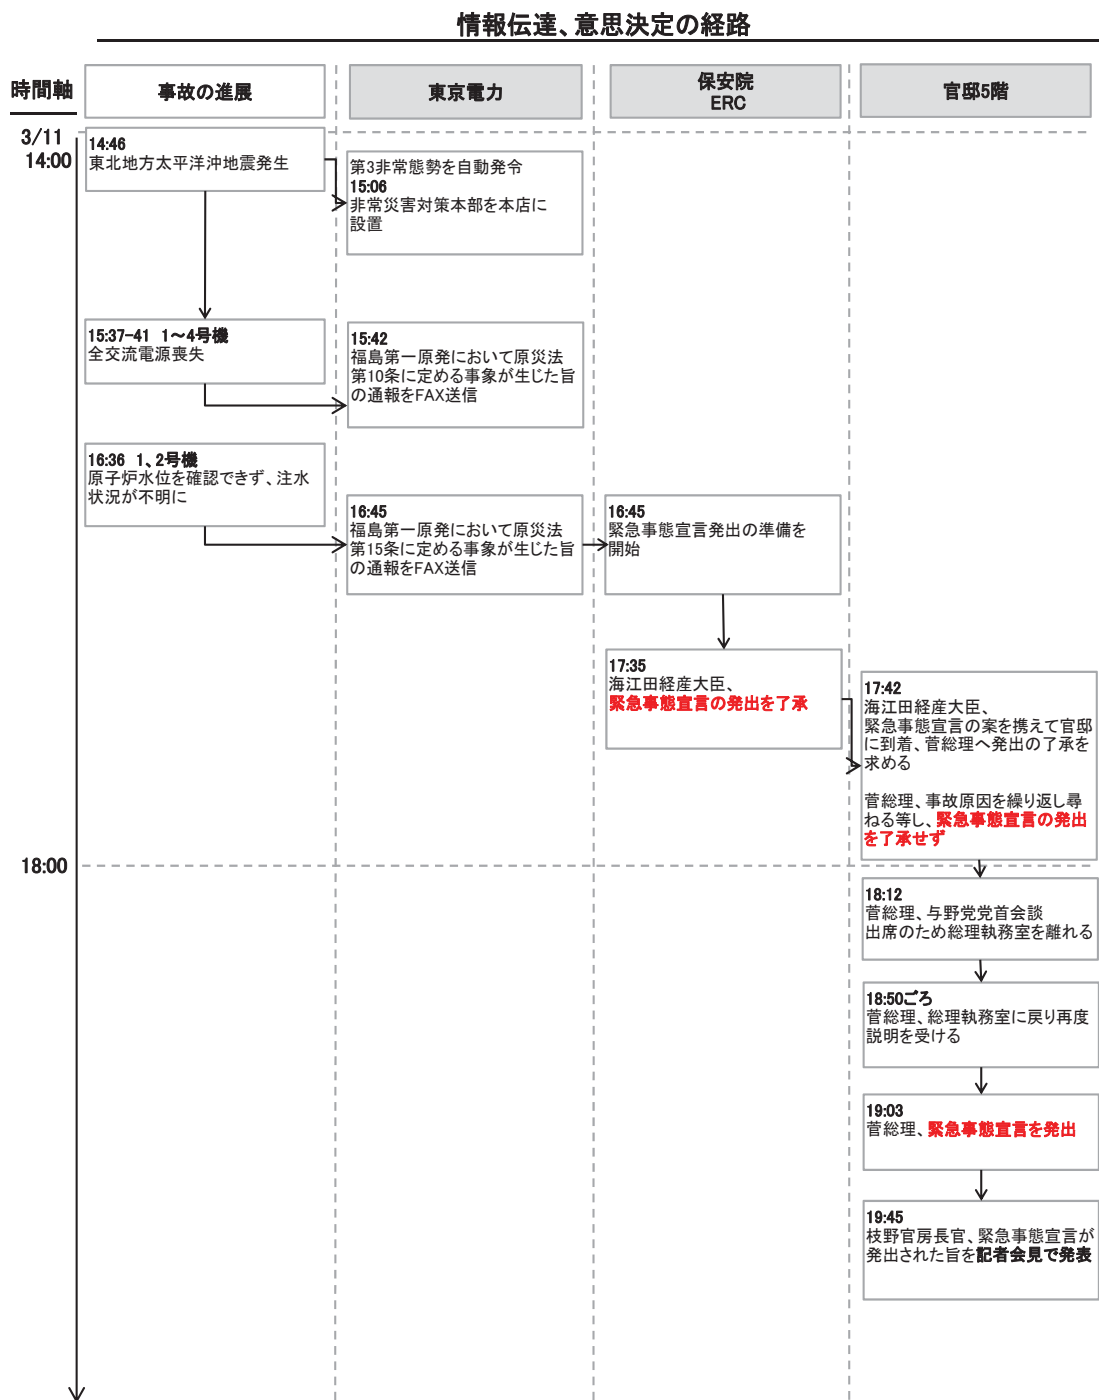 情報伝達、意思決定の経路
時間軸
事故の進展
東京電力
保安院
ERC
官邸5階
3/11
14:00
14:46
東北地方太平洋沖地震発生
第3非常態勢を自動発令
15:06
非常災害対策本部を本店に
設置
15:37-41 1～4号機
全交流電源喪失
15:42
福島第一原発において原災法
第10条に定める事象が生じた旨
の通報をFAX送信
16:36 1、2号機
原子炉水位を確認できず、注水
状況が不明に
16:45
福島第一原発において原災法
第15条に定める事象が生じた旨
の通報をFAX送信
16:45
緊急事態宣言発出の準備を
開始
17:35
海江田経産大臣、
緊急事態宣言の発出を了承
17:42
海江田経産大臣、
緊急事態宣言の案を携えて官邸
に到着、菅総理へ発出の了承を
求める
菅総理、事故原因を繰り返し尋
ねる等し、緊急事態宣言の発出
を了承せず
18:00
18:12
菅総理、与野党党首会談
出席のため総理執務室を離れる
18:50ごろ
菅総理、総理執務室に戻り再度
説明を受ける
19:03
菅総理、緊急事態宣言を発出
19:45
枝野官房長官、緊急事態宣言が
発出された旨を記者会見で発表